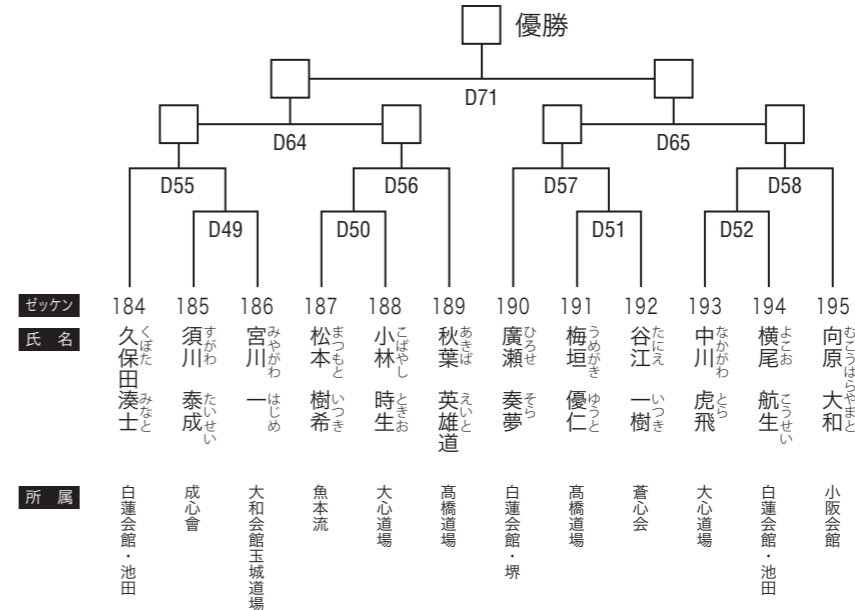 優勝
D71
D64
D65
D55
D56
D57
D58
D49
D50
D51
D52
ゼッケン
184
185
186
187
188
189
190
191
192
193
194
195
氏 名
久保田 湊士
くぼた みなと
須川 泰成
すがわ たいせい
宮川 一
みやがわ はじめ
松本 樹希
まつもと いつき
小林 時生
こばやし ときお
秋葉 英雄道
あきば えいと
廣瀬 奏夢
ひろせ そら
梅垣 優仁
うめがき ゆうと
谷江 一樹
たにえ いつき
中川 虎飛
なかがわ とら
横尾 航生
よこお こうせい
向原 大和
むこうはら やまと
所 属
白蓮会館・池田
成心會
大和会館玉城道場
魚本流
大心道場
髙橋道場
白蓮会館・堺
髙橋道場
蒼心会
大心道場
白蓮会館・池田
小阪会館